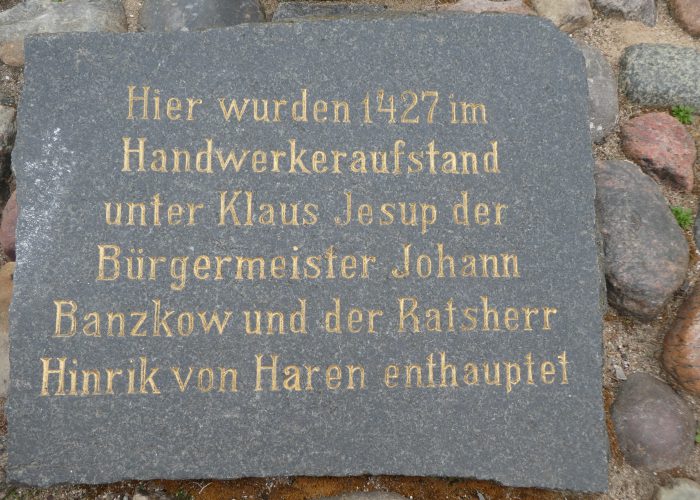 Hier wurden 1427 im
Handwerkeraufstand
unter Klaus Jesup der
Bürgermeister Johann
Banzkow und der Ratsherr
Hinrik von Haren enthauptet